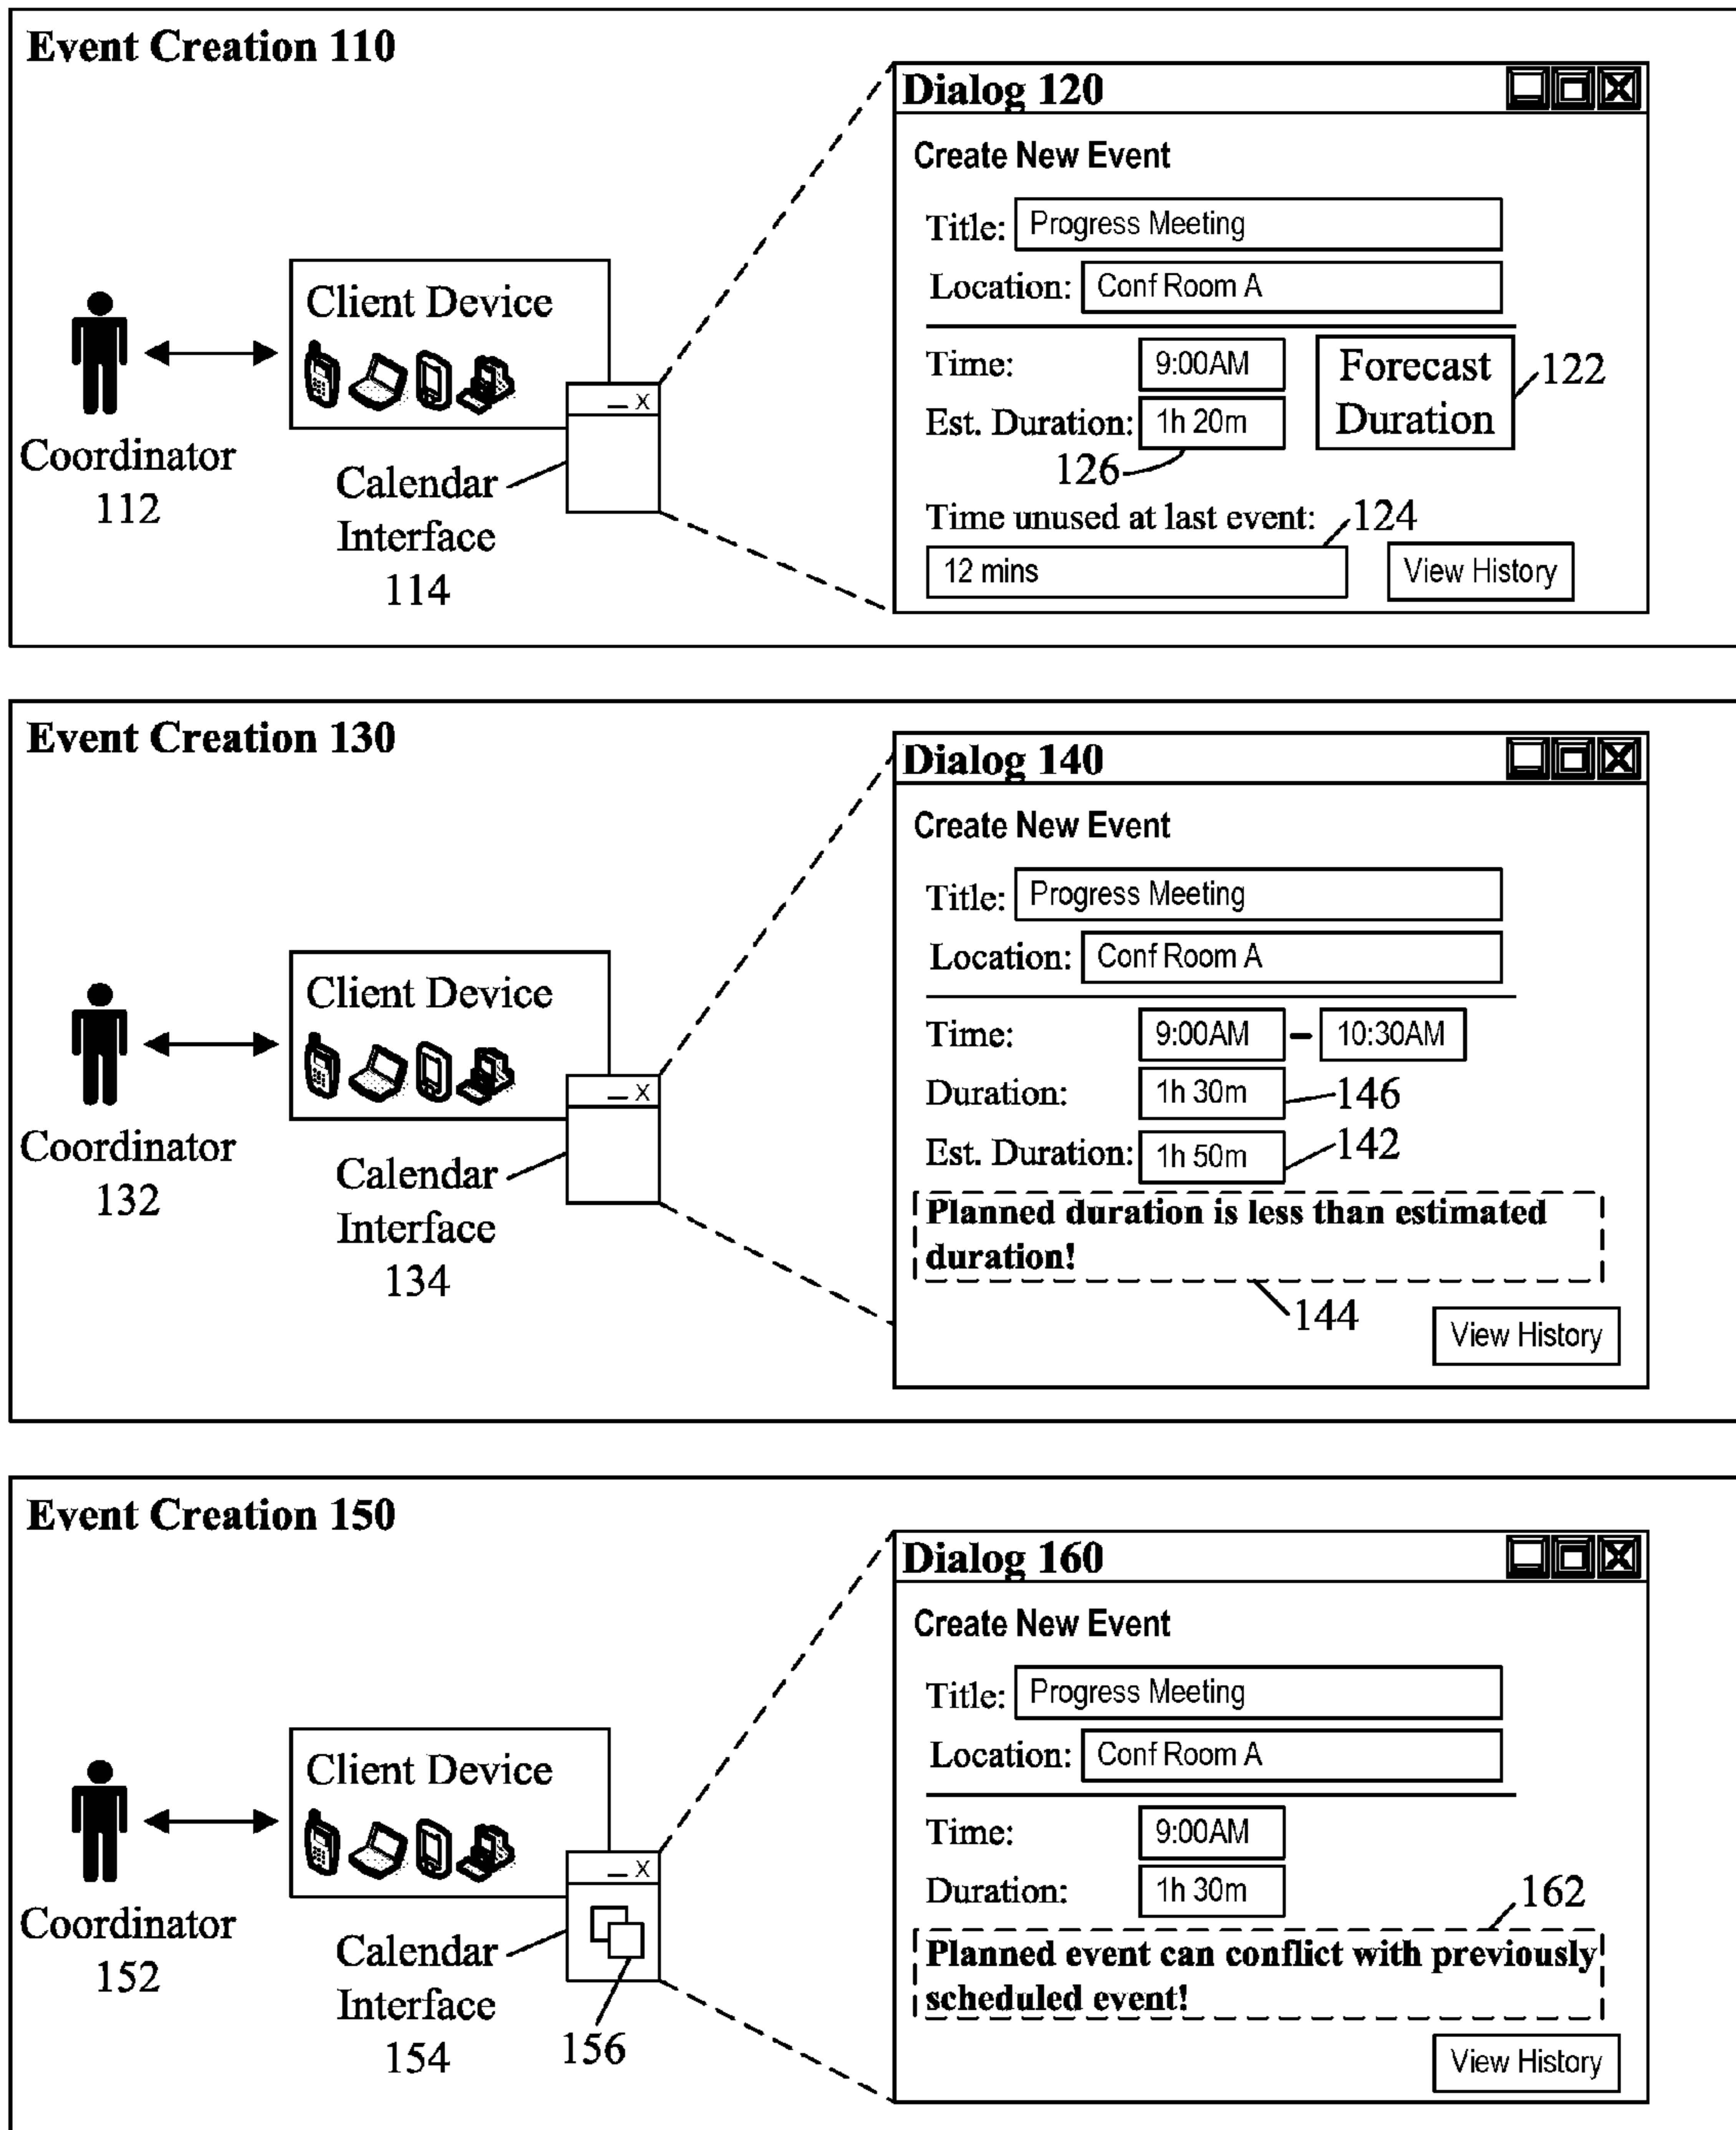 Event Creation 110
Dialog 120
Create New Event
Title: Progress Meeting
Location: Conf Room A
Time: 9:00AM
Forecast Duration
122
Est. Duration: 1h 20m
126
Time unused at last event: 124
12 mins
View History
Client Device
_ X
Coordinator
112
Calendar
Interface
114
Event Creation 130
Dialog 140
Create New Event
Title: Progress Meeting
Location: Conf Room A
Time: 9:00AM – 10:30AM
Duration: 1h 30m 146
Est. Duration: 1h 50m 142
Planned duration is less than estimated
duration!
144
View History
Client Device
_ X
Coordinator
132
Calendar
Interface
134
Event Creation 150
Dialog 160
Create New Event
Title: Progress Meeting
Location: Conf Room A
Time: 9:00AM
Duration: 1h 30m
162
Planned event can conflict with previously
scheduled event!
View History
Client Device
_ X
Coordinator
152
Calendar
Interface
154
156